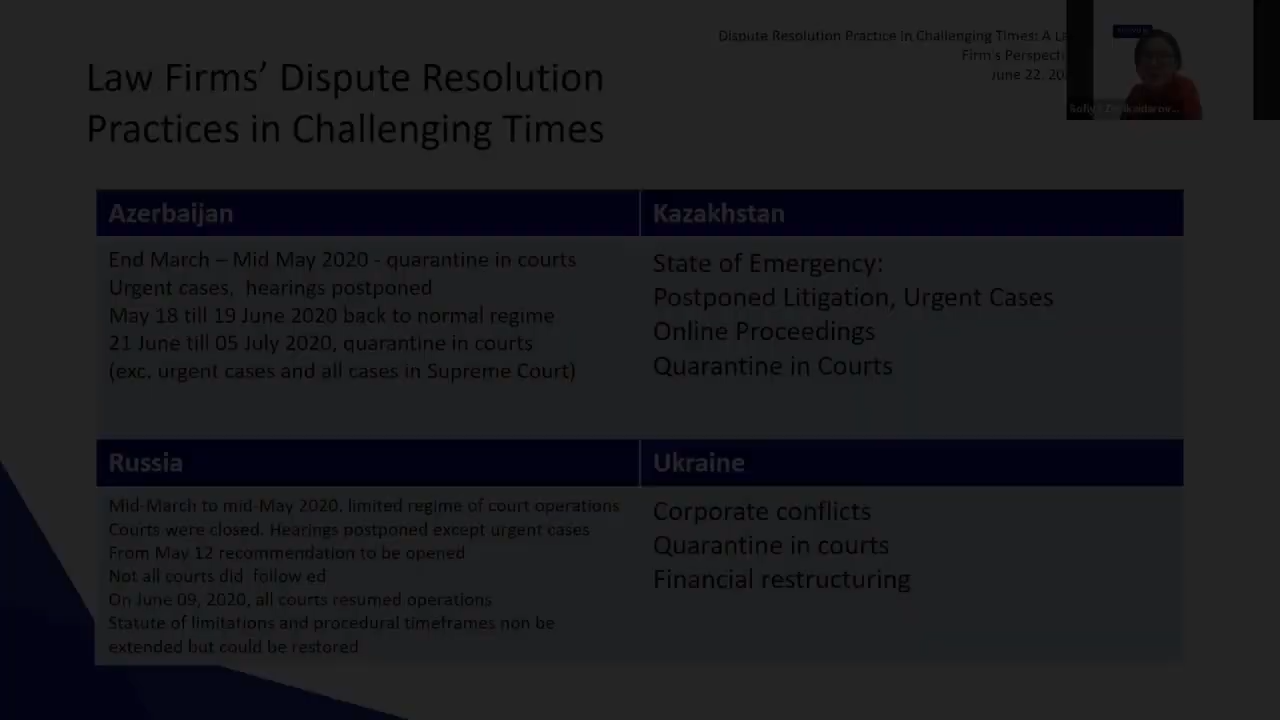 Dispute Resolution Practice in Challenging Times: A
Firm's
June 22,
Law Firms' Dispute Resolution
Practices in Challenging Times
Azerbaijan
End March – Mid May 2020 - quarantine in courts
Urgent cases, hearings postponed
May 18 till 19 June 2020 back to normal regime
21 June till 05 July 2020, quarantine in courts
(exc. urgent cases and all cases in Supreme Court)
Kazakhstan
State of Emergency:
Postponed Litigation, Urgent Cases
Online Proceedings
Quarantine in Courts
Russia
Mid-March to mid-May 2020, limited regime of court operations
Courts were closed. Hearings postponed except urgent cases
From May 12 recommendation to be opened
Not all courts did follow ed
On June 09, 2020, all courts resumed operations
Statute of limitations and procedural timeframes non be
extended but could be restored
Ukraine
Corporate conflicts
Quarantine in courts
Financial restructuring